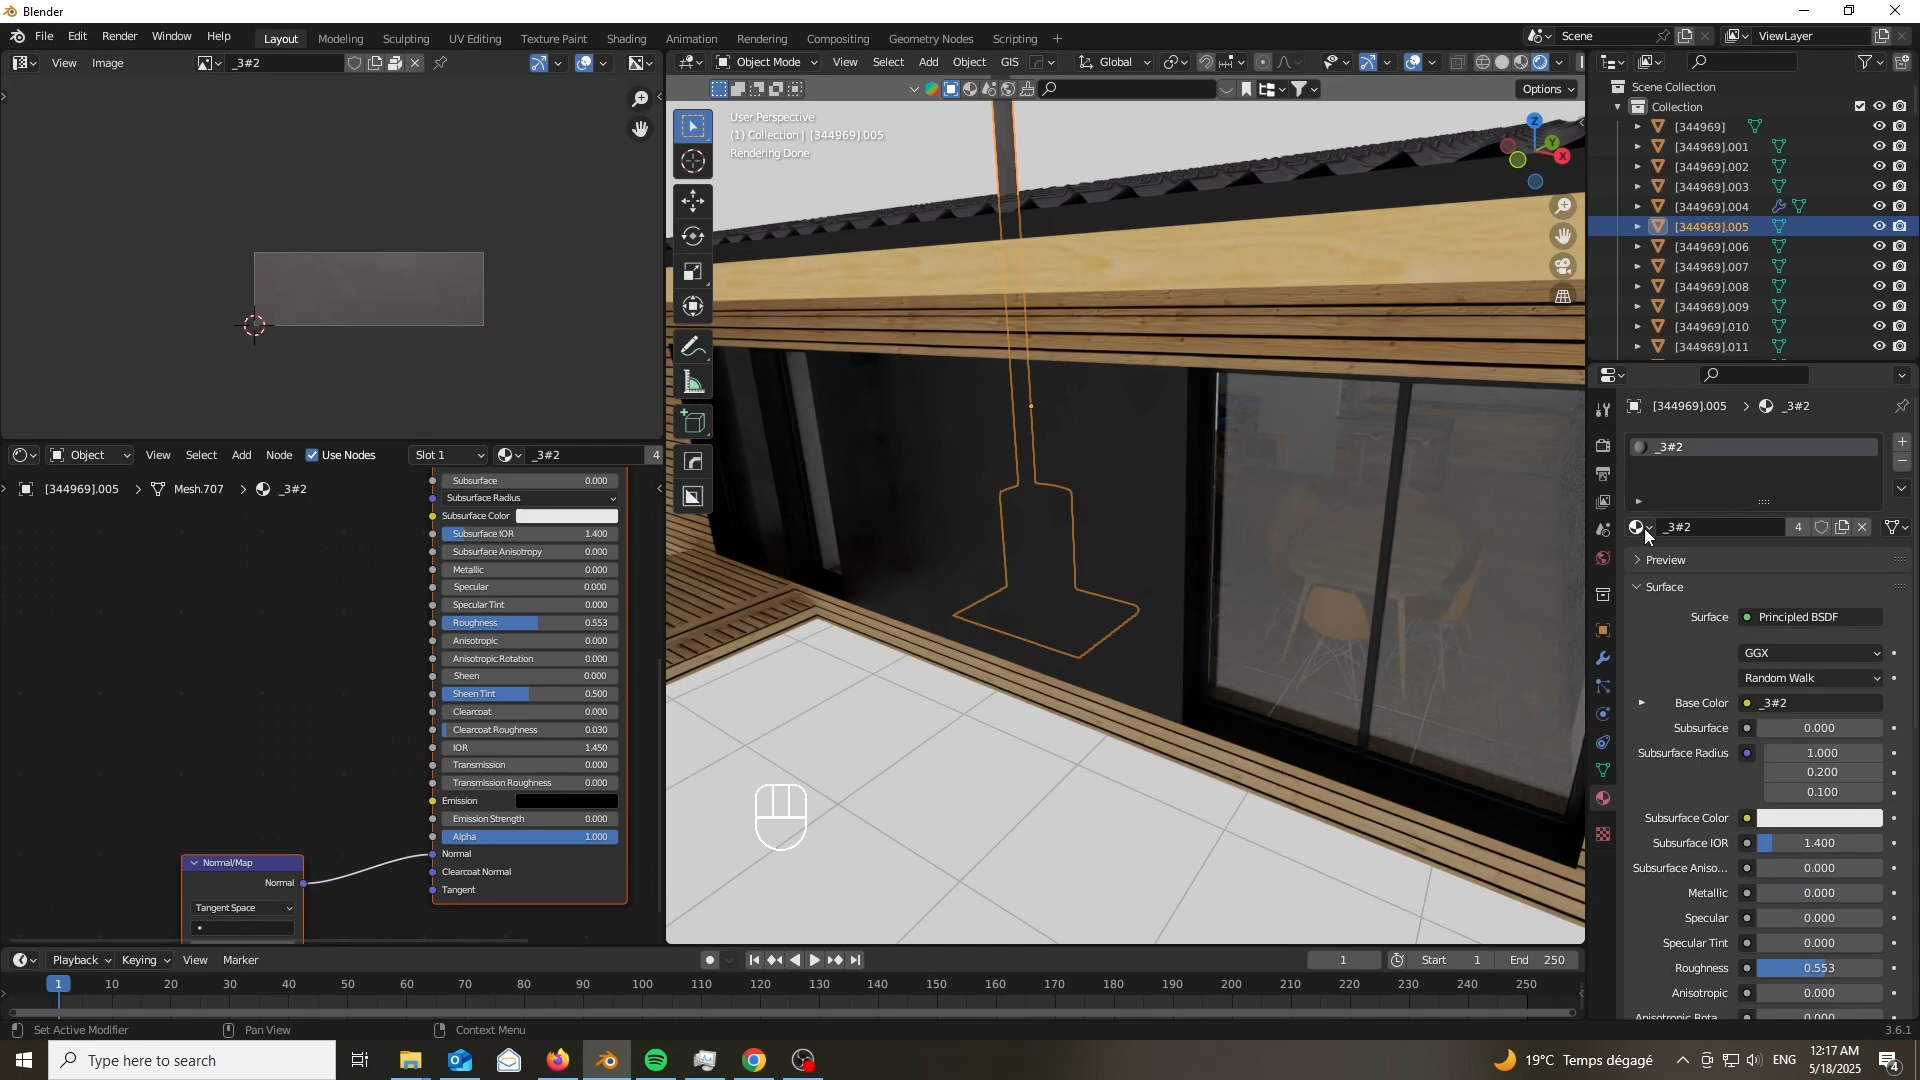 Blender
File Edit Render Window Help
Layout Modeling Sculpting UV Editing Texture Paint Shading Animation Rendering Compositing Geometry Nodes Scripting +
Scene
ViewLayer
View Image
_3#2
Object Mode View Select Add Object GIS
Global
Options
User Perspective
(1) Collection | [344969].005
Rendering Done
Z
Y
X
Scene Collection
Collection
[344969]
[344969].001
[344969].002
[344969].003
[344969].004
[344969].005
[344969].006
[344969].007
[344969].008
[344969].009
[344969].010
[344969].011
Object View Select Add Node Use Nodes Slot 1 _3#2 4
[344969].005 > Mesh.707 > _3#2
Subsurface 0.000
Subsurface Radius
Subsurface Color
Subsurface IOR 1.400
Subsurface Anisotropy 0.000
Metallic 0.000
Specular 0.000
Specular Tint 0.000
Roughness 0.553
Anisotropic 0.000
Anisotropic Rotation 0.000
Sheen 0.000
Sheen Tint 0.500
Clearcoat 0.000
Clearcoat Roughness 0.030
IOR 1.450
Transmission 0.000
Transmission Roughness 0.000
Emission
Emission Strength 0.000
Alpha 1.000
Normal
Clearcoat Normal
Tangent
Normal/Map
Normal
Tangent Space
[344969].005 > _3#2
_3#2
_3#2 4
Preview
Surface
Surface Principled BSDF
GGX
Random Walk
Base Color _3#2
Subsurface 0.000
Subsurface Radius 1.000
0.200
0.100
Subsurface Color
Subsurface IOR 1.400
Subsurface Aniso... 0.000
Metallic 0.000
Specular 0.000
Specular Tint 0.000
Roughness 0.553
Anisotropic 0.000
Anisotropic Rota... 0.000
Playback Keying View Marker
1 Start 1 End 250
1 10 20 30 40 50 60 70 80 90 100 110 120 130 140 150 160 170 180 190 200 210 220 230 240 250
Set Active Modifier Pan View Context Menu
3.6.1
Type here to search
19°C Temps dégagé
ENG
12:17 AM
5/18/2025
4